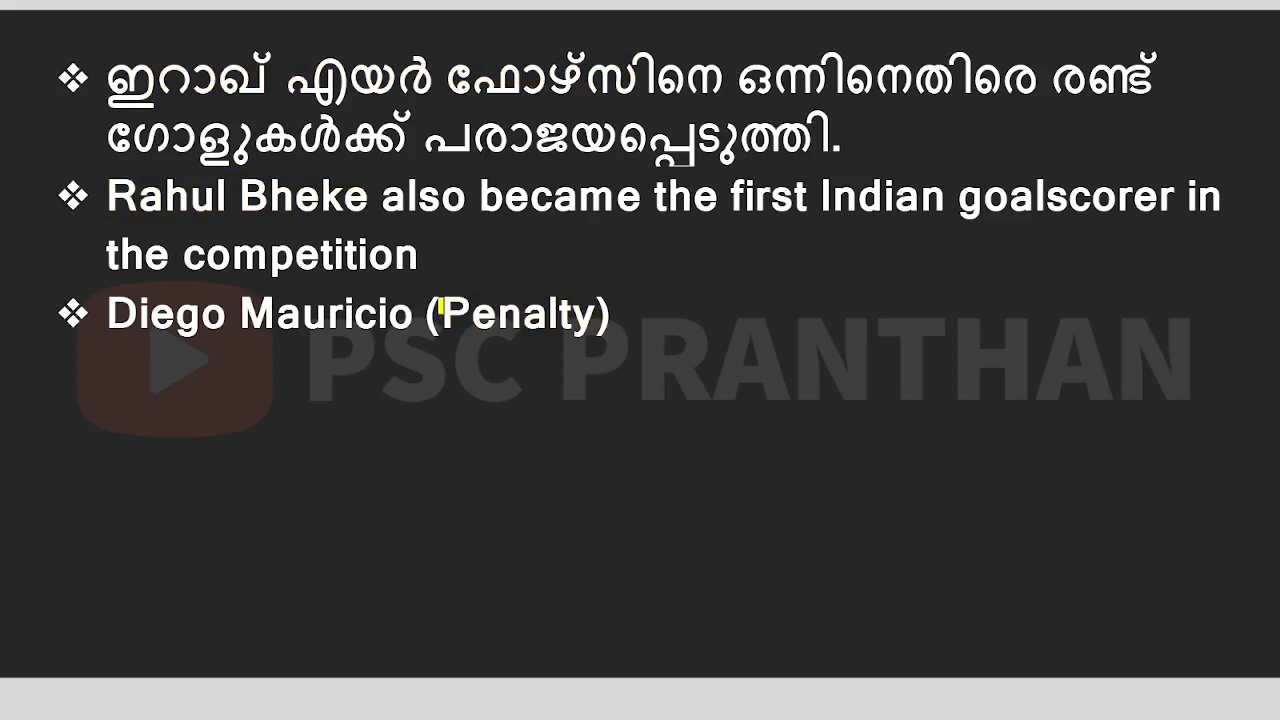 ❖ ഇറാഖ് എയർ ഫോഴ്സിനെ ഒന്നിനെതിരെ രണ്ട്
ഗോളുകൾക്ക് പരാജയപ്പെടുത്തി.
❖ Rahul Bheke also became the first Indian goalscorer in
the competition
❖ Diego Mauricio (Penalty)
PSC PRANTHAN